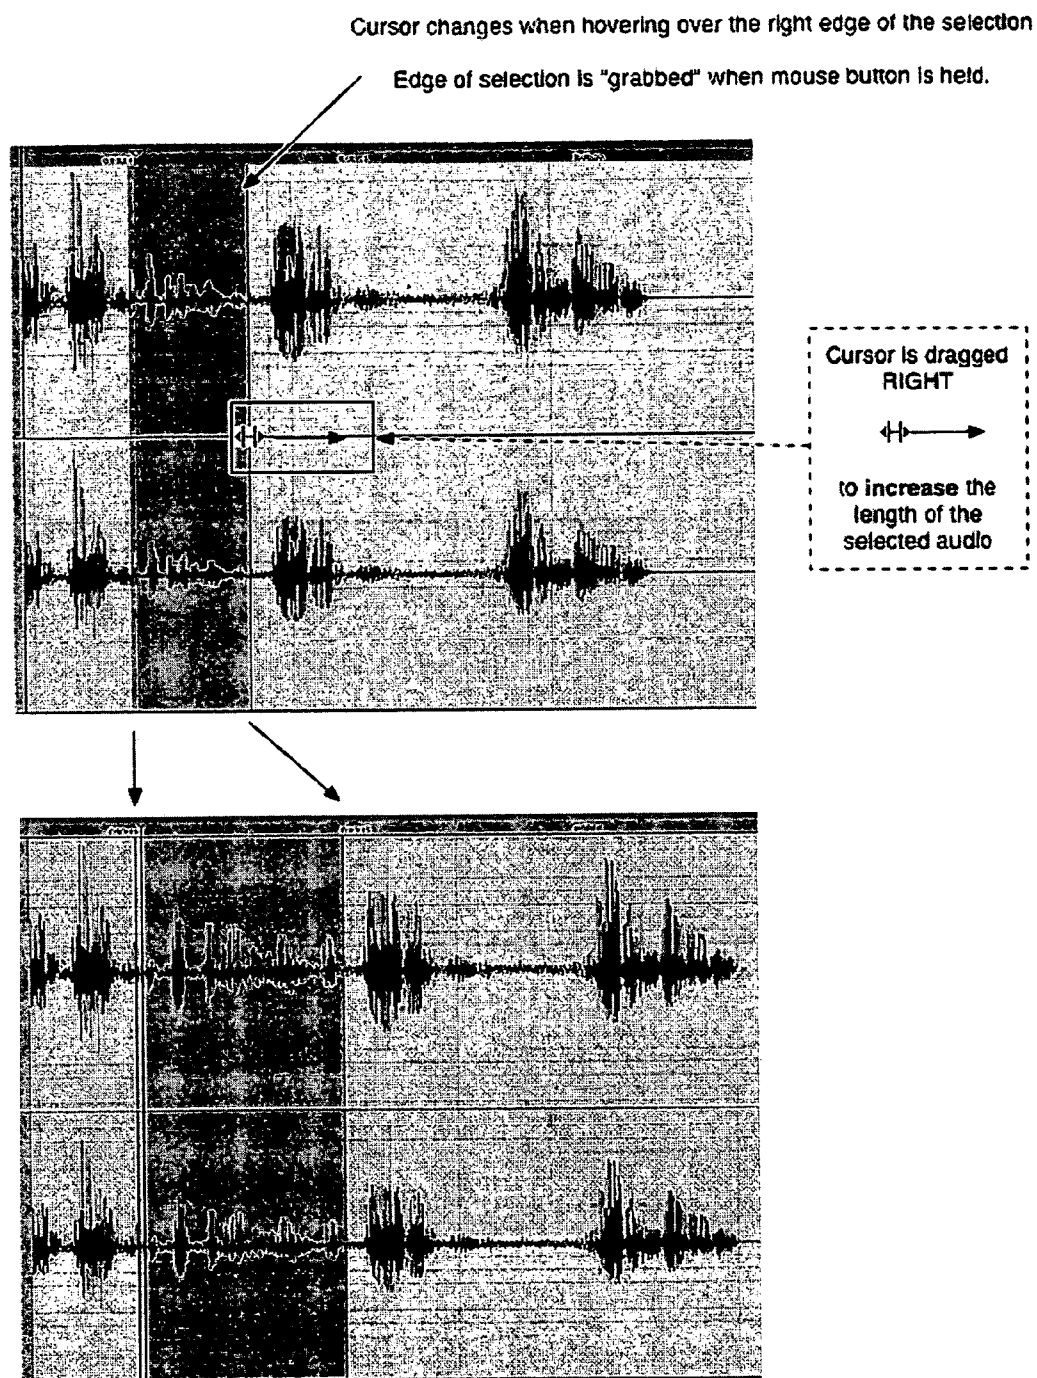 Cursor changes when hovering over the right edge of the selection
Edge of selection is "grabbed" when mouse button is held.
Cursor is dragged
RIGHT
to increase the
length of the
selected audio